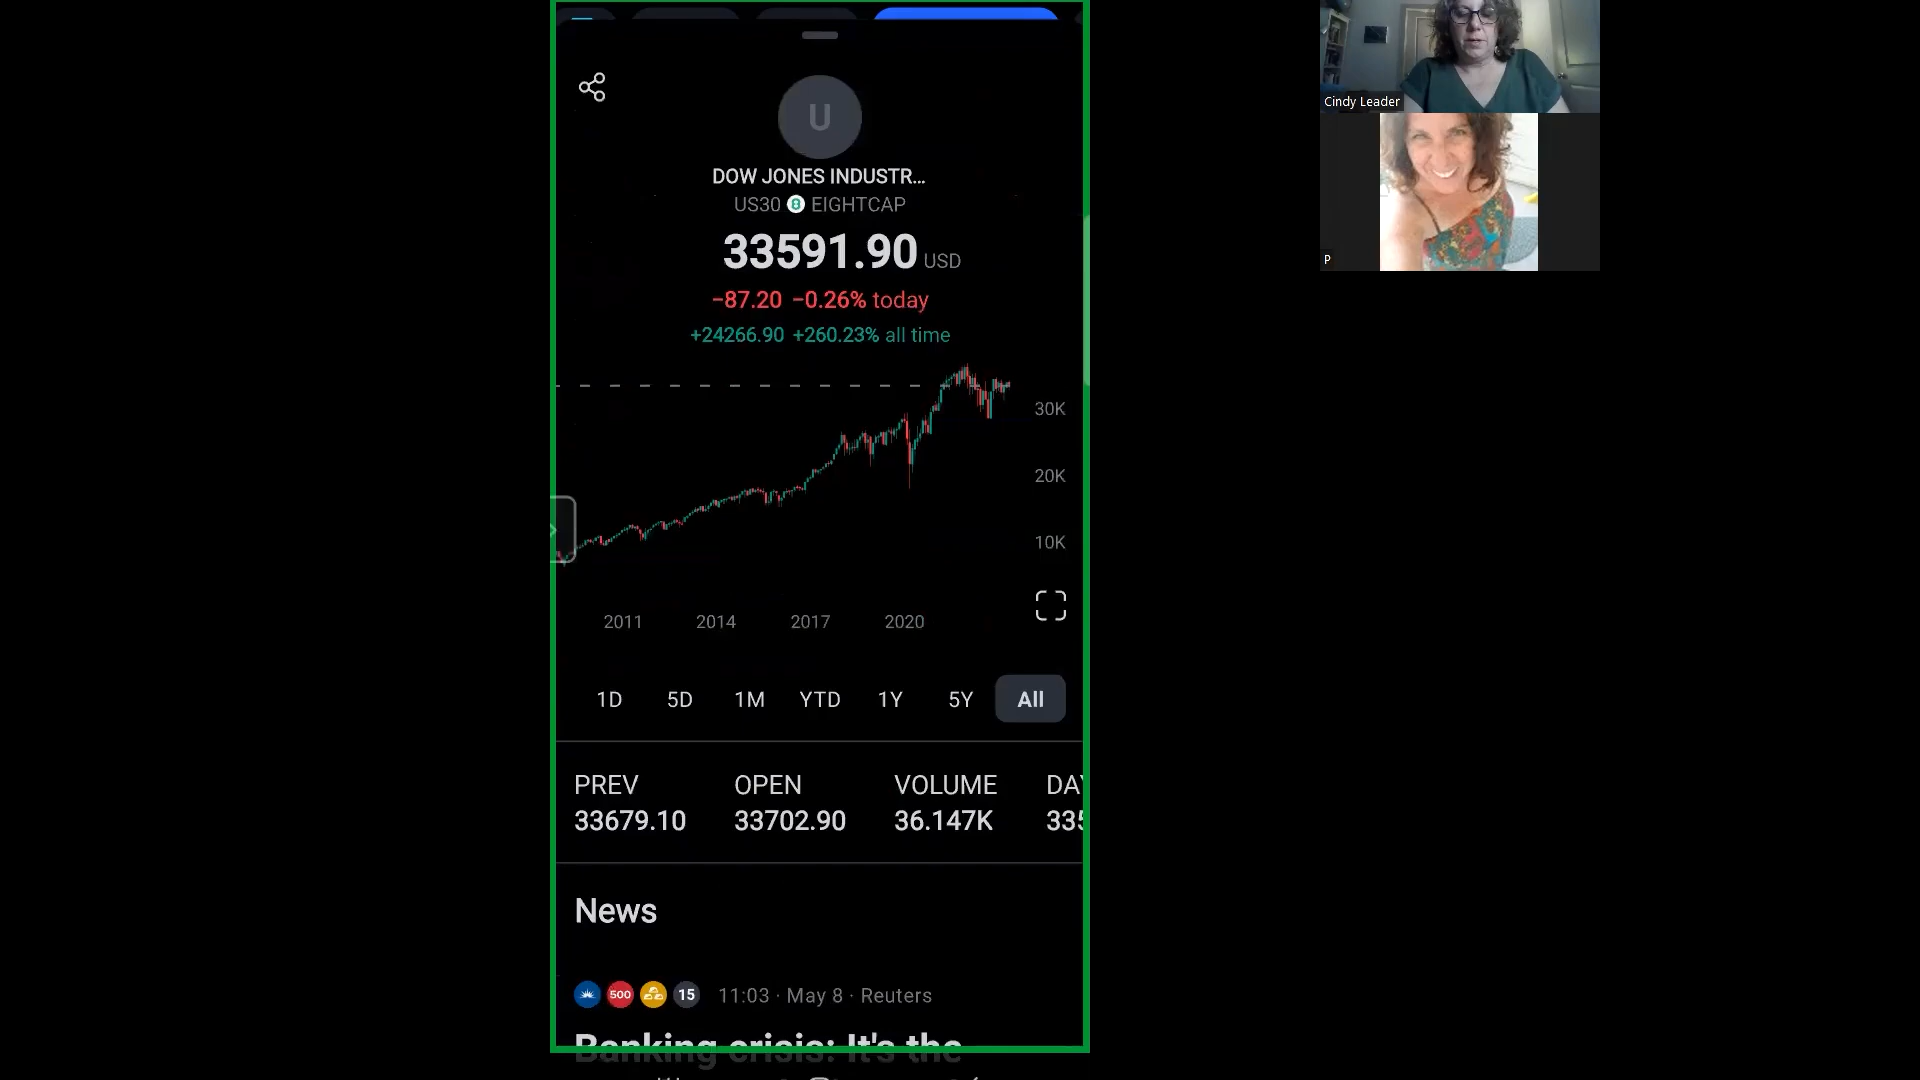 U
DOW JONES INDUSTR...
US30 8 EIGHTCAP
33591.90 USD
−87.20 −0.26% today
+24266.90 +260.23% all time
30K
20K
10K
2011 2014 2017 2020
1D 5D 1M YTD 1Y 5Y All
PREV OPEN VOLUME DAY
33679.10 33702.90 36.147K 335
News
500 15 11:03 · May 8 · Reuters
Banking crisis: It's the
Cindy Leader
P